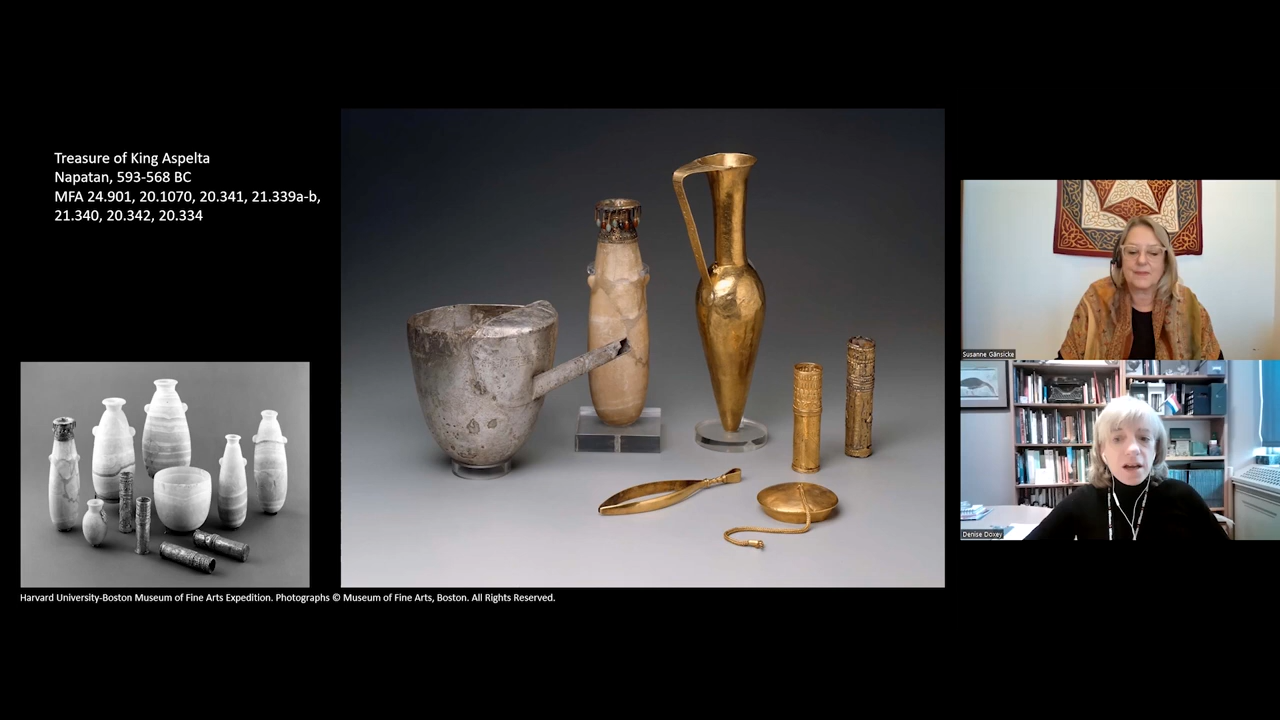 Treasure of King Aspelta
Napatan, 593-568 BC
MFA 24.901, 20.1070, 20.341, 21.339a-b,
21.340, 20.342, 20.334
Harvard University-Boston Museum of Fine Arts Expedition. Photographs © Museum of Fine Arts, Boston. All Rights Reserved.
Susanne Gänsicke
Denise Doxey